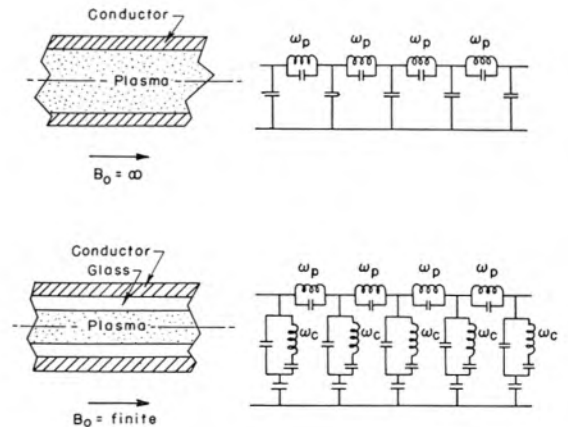 Conductor
Plasma
B₀ = ∞
ωp ωp ωp ωp
Conductor
Glass
Plasma
B₀ = finite
ωp ωp ωp ωp
ωc ωc ωc ωc ωc